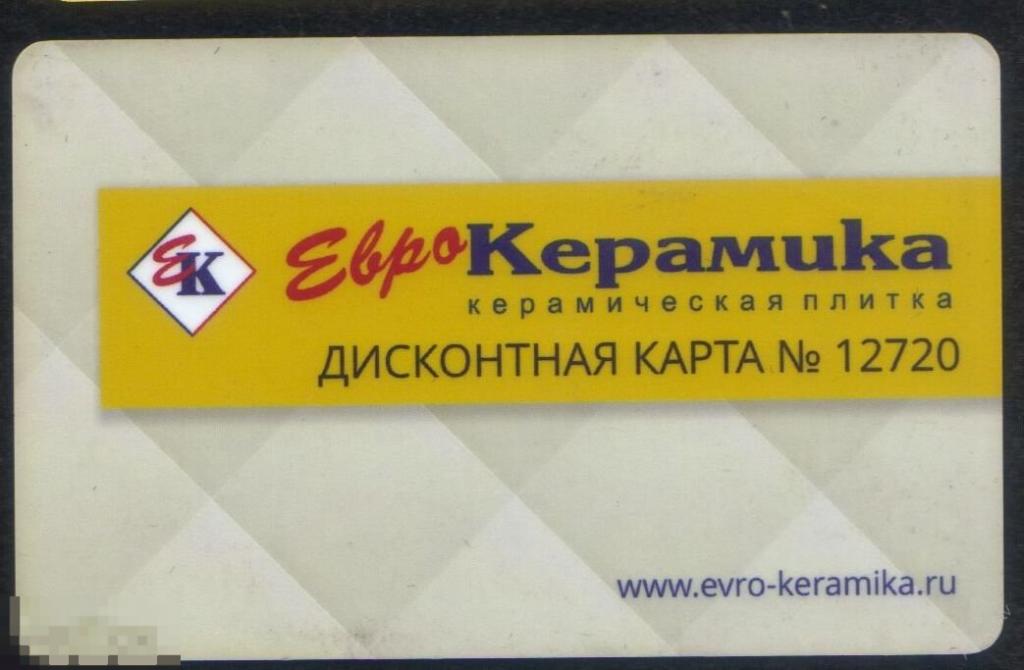 ЕК
ЕвроКерамика
керамическая плитка
ДИСКОНТНАЯ КАРТА № 12720
www.evro-keramika.ru